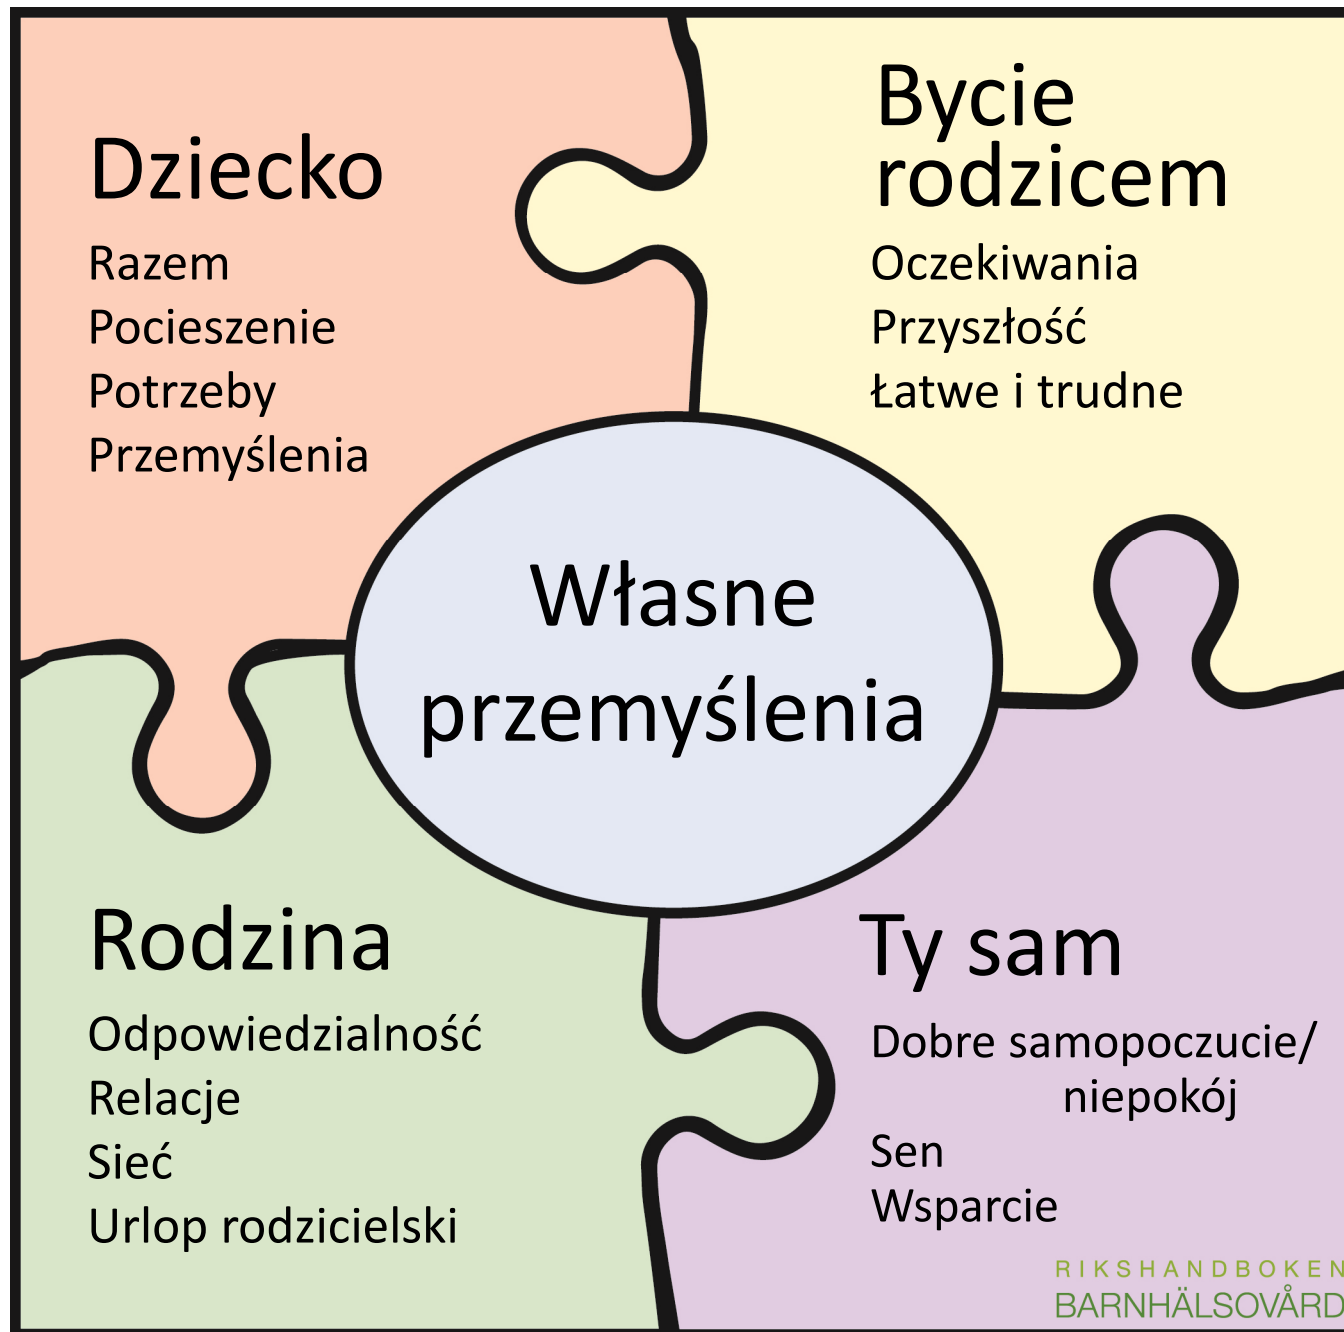 Dziecko
Razem
Pocieszenie
Potrzeby
Przemyślenia
Bycie
rodzicem
Oczekiwania
Przyszłość
Łatwe i trudne
Własne
przemyślenia
Rodzina
Odpowiedzialność
Relacje
Sieć
Urlop rodzicielski
Ty sam
Dobre samopoczucie/
niepokój
Sen
Wsparcie
RIKSHANDBOKEN
BARNHÄLSOVÅRD